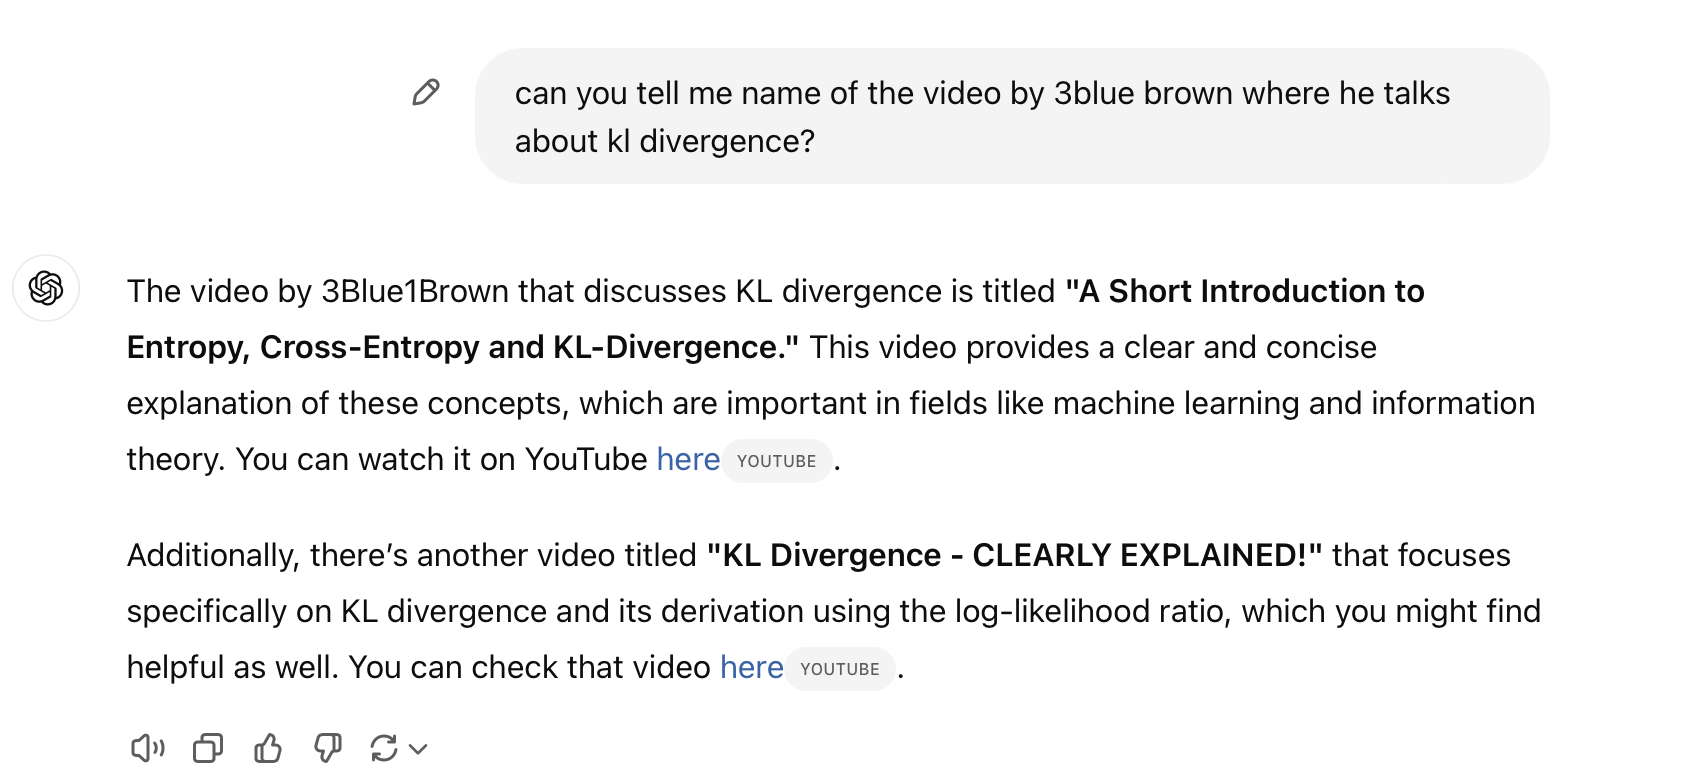 can you tell me name of the video by 3blue brown where he talks
about kl divergence?
The video by 3Blue1Brown that discusses KL divergence is titled "A Short Introduction to
Entropy, Cross-Entropy and KL-Divergence." This video provides a clear and concise
explanation of these concepts, which are important in fields like machine learning and information
theory. You can watch it on YouTube here YOUTUBE .
Additionally, there’s another video titled "KL Divergence - CLEARLY EXPLAINED!" that focuses
specifically on KL divergence and its derivation using the log-likelihood ratio, which you might find
helpful as well. You can check that video here YOUTUBE .